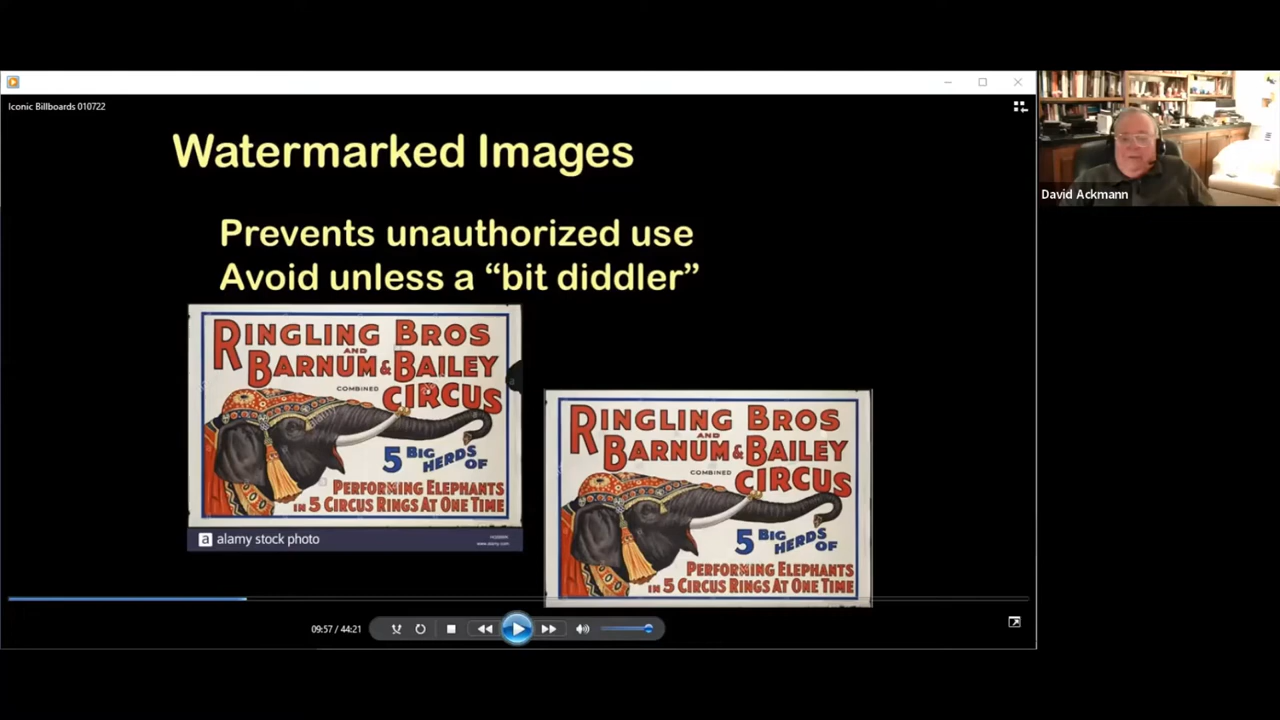 Iconic Billboards 010722
Watermarked Images
Prevents unauthorized use
Avoid unless a “bit diddler”
RINGLING BROS
AND
BARNUM & BAILEY
COMBINED
CIRCUS
5 BIG
HERDS OF
PERFORMING ELEPHANTS
IN 5 CIRCUS RINGS AT ONE TIME
a alamy stock photo
www.alamy.com
RINGLING BROS
AND
BARNUM & BAILEY
COMBINED
CIRCUS
5 BIG
HERDS OF
PERFORMING ELEPHANTS
IN 5 CIRCUS RINGS AT ONE TIME
09:57 / 44:21
David Ackmann